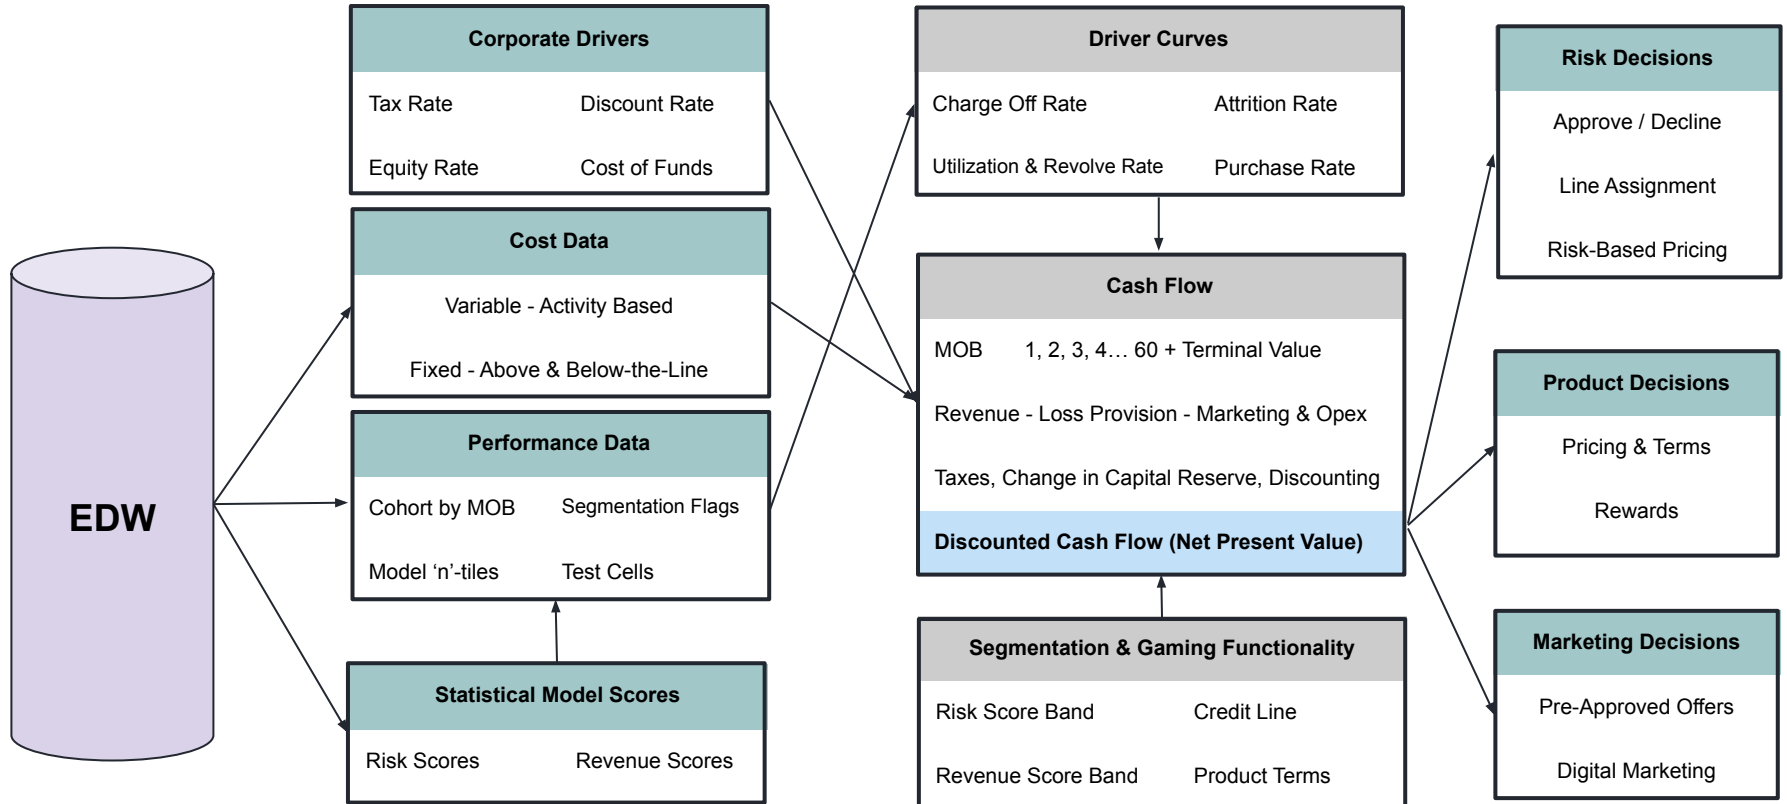 EDW
Corporate Drivers
Tax Rate Discount Rate
Equity Rate Cost of Funds
Cost Data
Variable - Activity Based
Fixed - Above & Below-the-Line
Performance Data
Cohort by MOB Segmentation Flags
Model ‘n’-tiles Test Cells
Statistical Model Scores
Risk Scores Revenue Scores
Driver Curves
Charge Off Rate Attrition Rate
Utilization & Revolve Rate Purchase Rate
Cash Flow
MOB 1, 2, 3, 4… 60 + Terminal Value
Revenue - Loss Provision - Marketing & Opex
Taxes, Change in Capital Reserve, Discounting
Discounted Cash Flow (Net Present Value)
Segmentation & Gaming Functionality
Risk Score Band Credit Line
Revenue Score Band Product Terms
Risk Decisions
Approve / Decline
Line Assignment
Risk-Based Pricing
Product Decisions
Pricing & Terms
Rewards
Marketing Decisions
Pre-Approved Offers
Digital Marketing